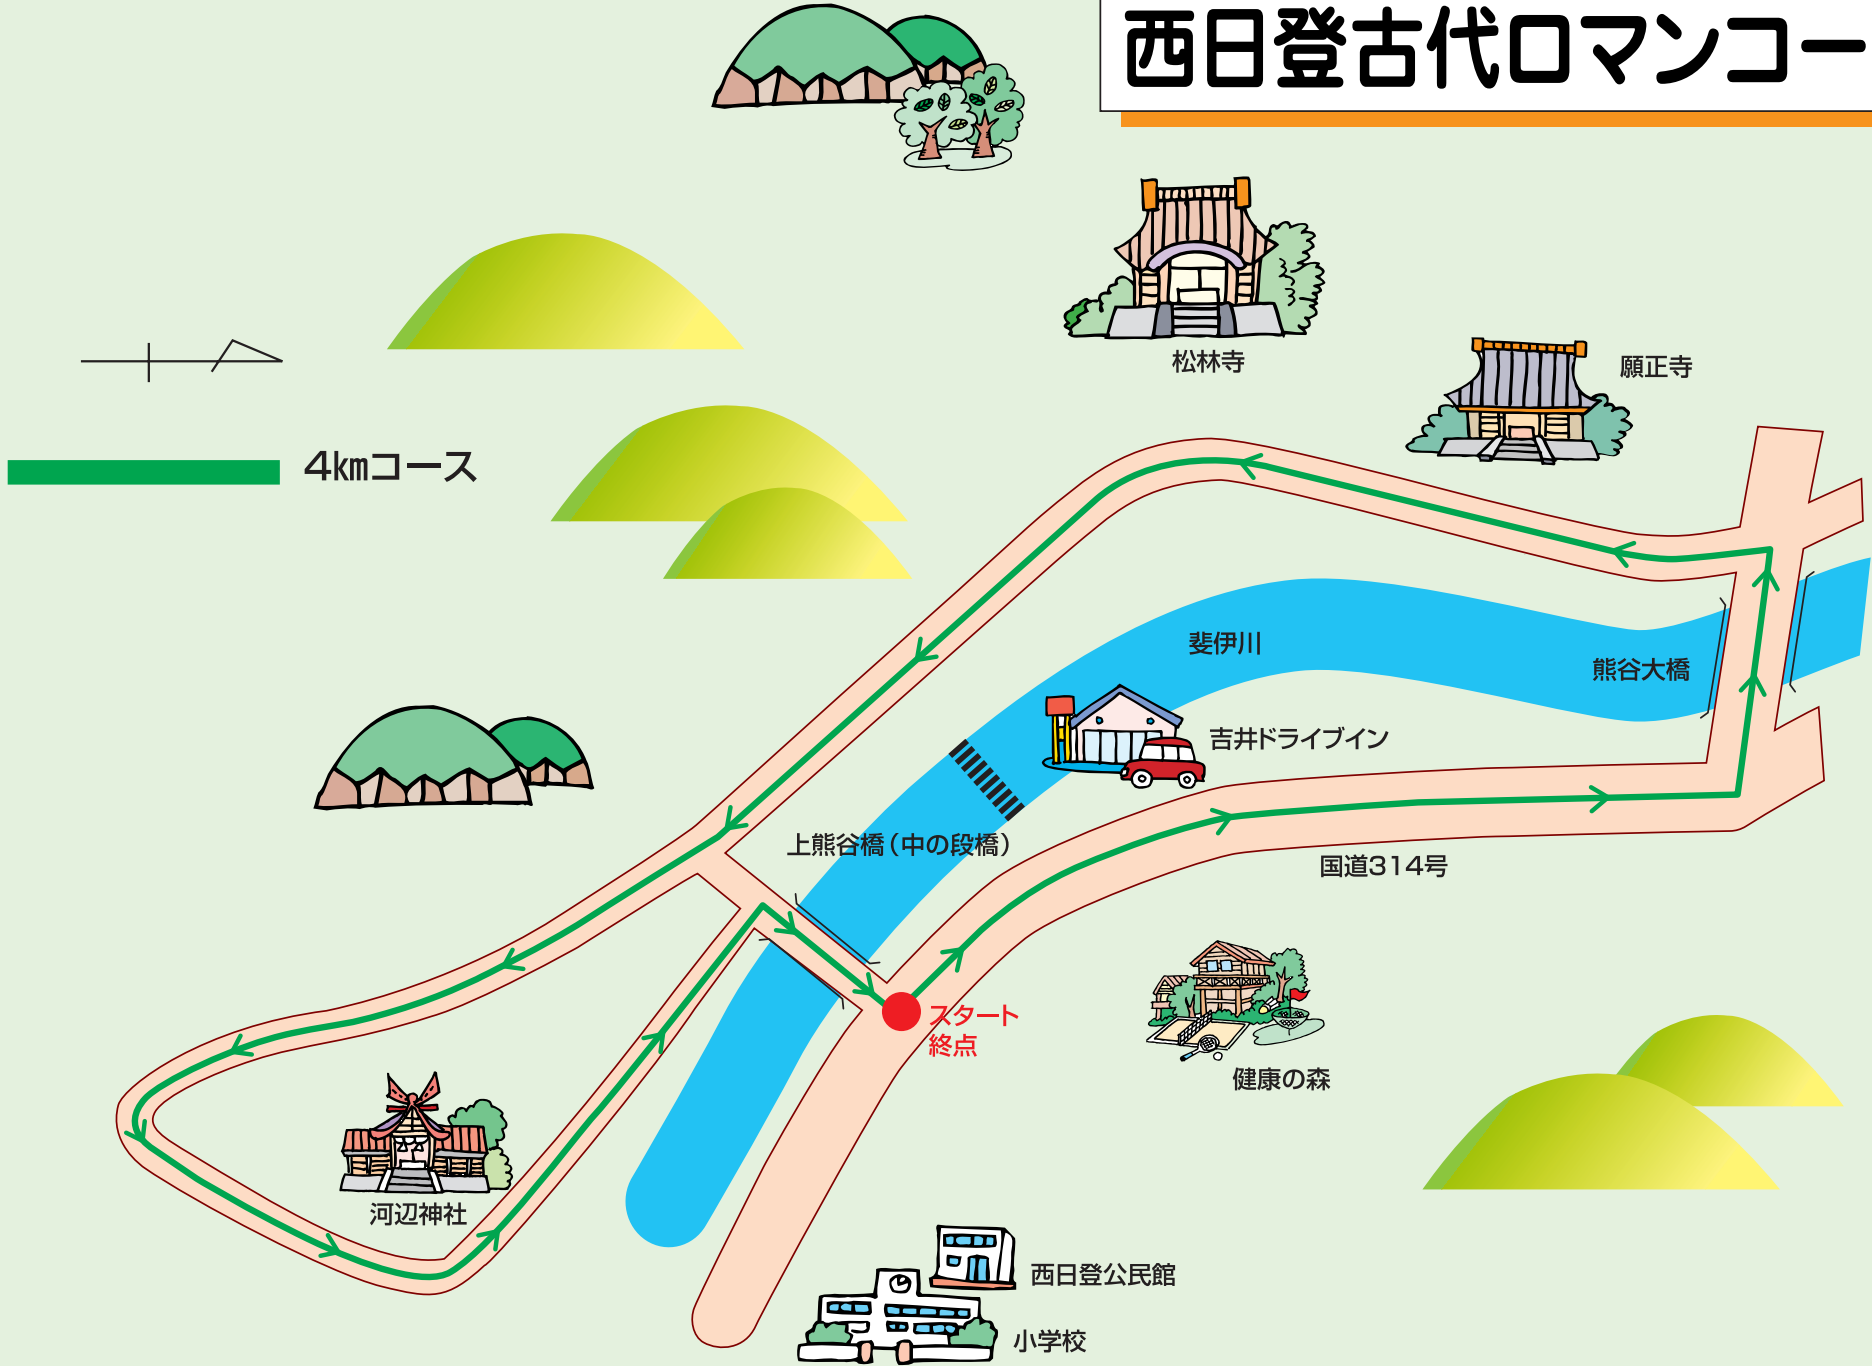 西日登古代ロマンコー
松林寺
願正寺
4kmコース
斐伊川
熊谷大橋
吉井ドライブイン
上熊谷橋（中の段橋）
国道314号
スタート
終点
健康の森
河辺神社
西日登公民館
小学校